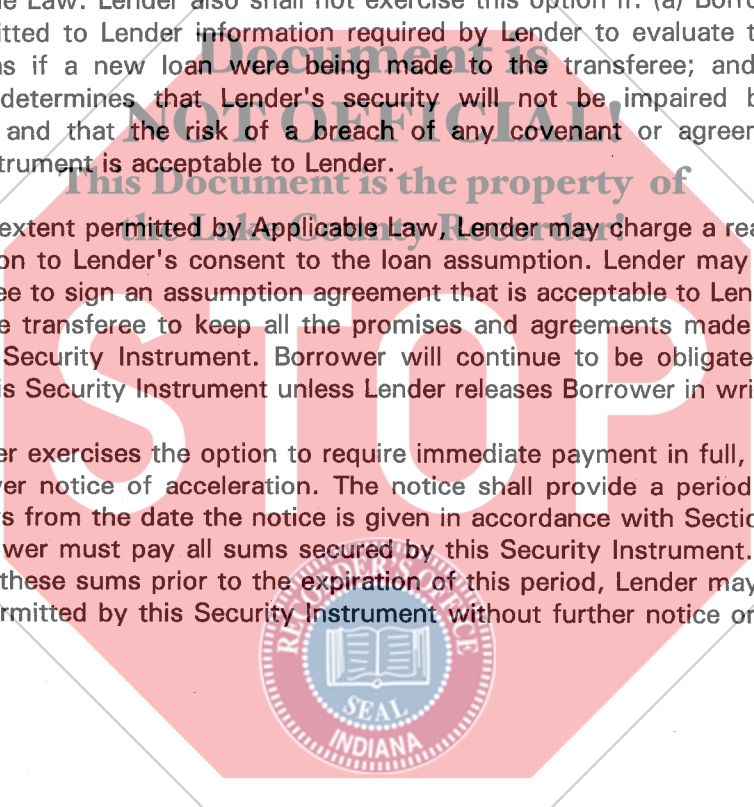 le Law. Lender also shall not exercise this option if: (a) Borro
itted to Lender information required by Lender to evaluate t
ns if a new loan were being made to the transferee; and
determines that Lender's security will not be impaired b
and that the risk of a breach of any covenant or agreer
trument is acceptable to Lender.
extent permitted by Applicable Law, Lender may charge a rea
on to Lender's consent to the loan assumption. Lender may
ee to sign an assumption agreement that is acceptable to Len
e transferee to keep all the promises and agreements made
Security Instrument. Borrower will continue to be obligate
is Security Instrument unless Lender releases Borrower in wri
er exercises the option to require immediate payment in full,
ver notice of acceleration. The notice shall provide a period
s from the date the notice is given in accordance with Sectio
wer must pay all sums secured by this Security Instrument.
these sums prior to the expiration of this period, Lender may
rmitted by this Security Instrument without further notice or
Document is
NOT OFFICIAL!
This Document is the property of
the Lake County Recorder!
STOP
RECORDER'S OFFICE
SEAL
INDIANA